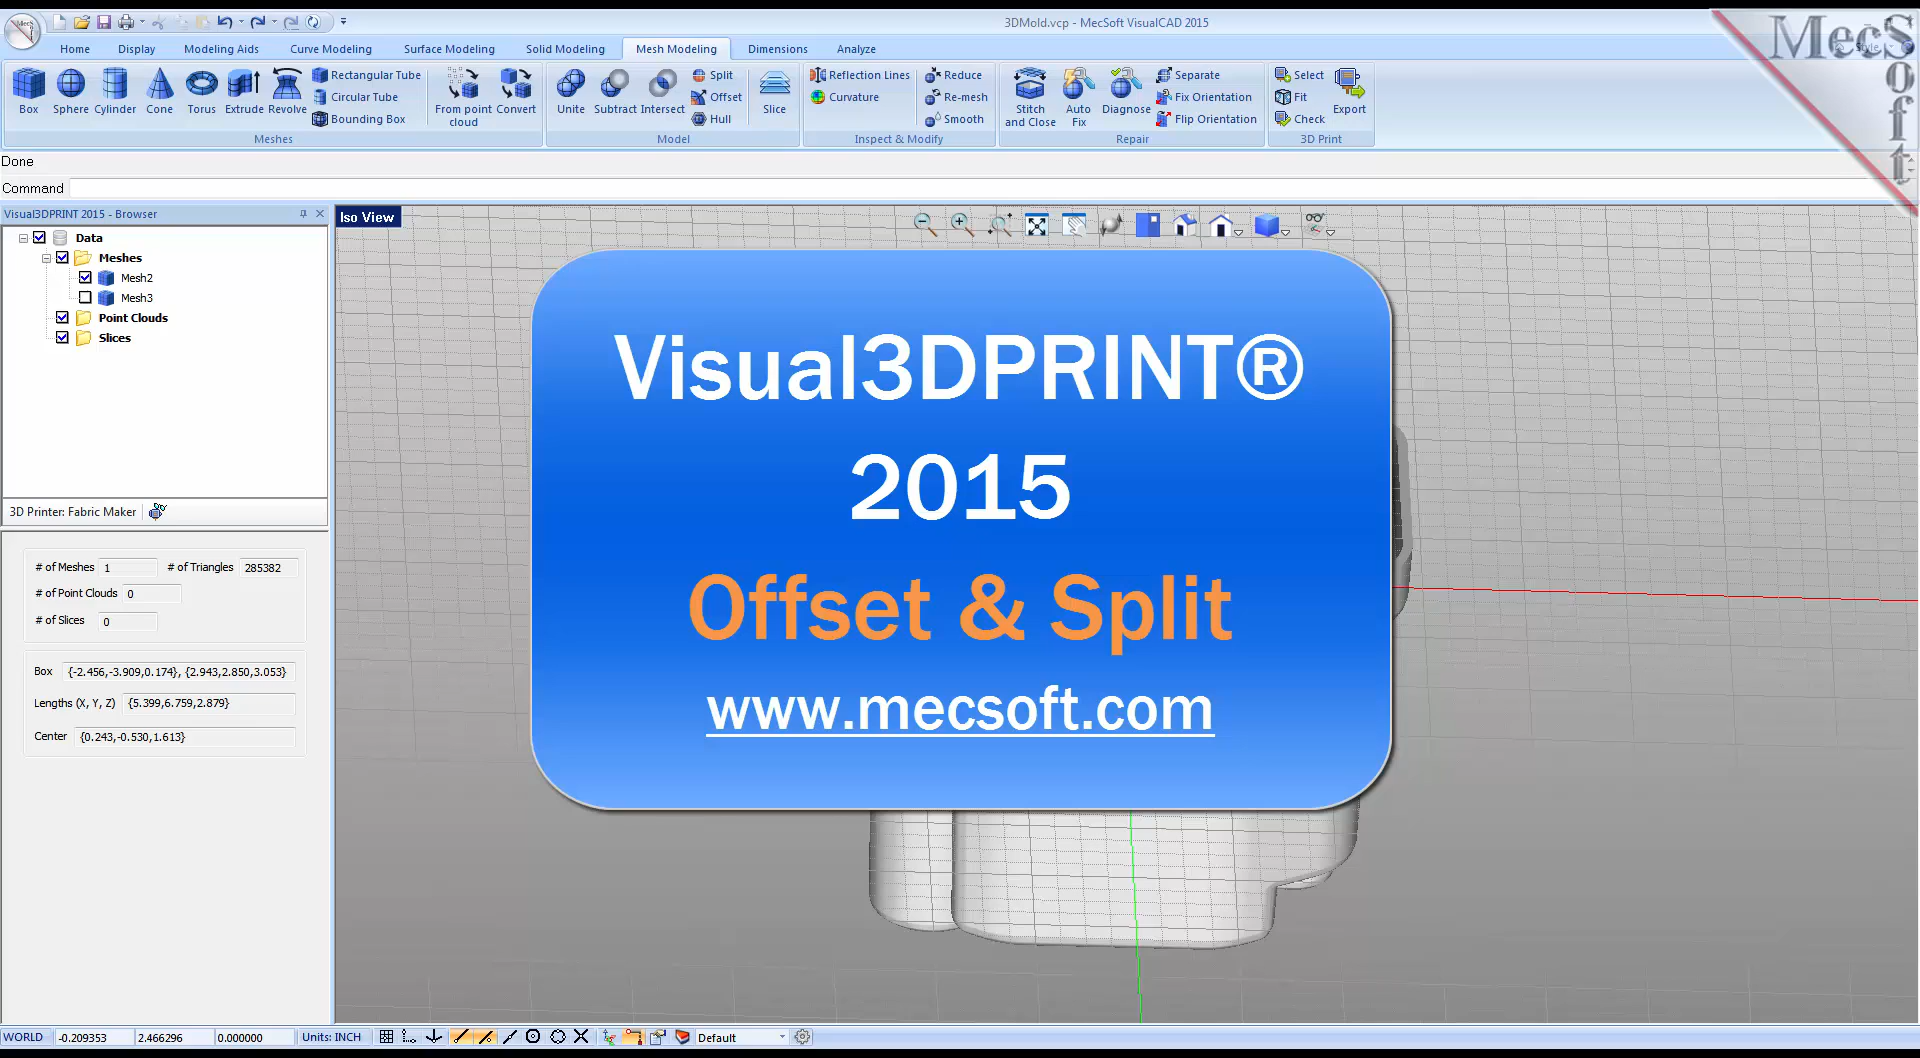 3DMold.vcp - MecSoft VisualCAD 2015
MecSoft
Home Display Modeling Aids Curve Modeling Surface Modeling Solid Modeling Mesh Modeling Dimensions Analyze
Box Sphere Cylinder Cone Torus Extrude Revolve
Rectangular Tube
Circular Tube
Bounding Box
From point cloud Convert
Meshes
Unite Subtract Intersect
Split
Offset
Hull
Slice
Model
Reflection Lines
Curvature
Reduce
Re-mesh
Smooth
Inspect & Modify
Stitch and Close
Auto Fix
Diagnose
Separate
Fix Orientation
Flip Orientation
Repair
Select
Fit
Check
Export
3D Print
Done
Command
Visual3DPRINT 2015 - Browser
Data
Meshes
Mesh2
Mesh3
Point Clouds
Slices
3D Printer: Fabric Maker
# of Meshes 1 # of Triangles 285382
# of Point Clouds 0
# of Slices 0
Box {-2.456,-3.909,0.174}, {2.943,2.850,3.053}
Lengths (X, Y, Z) {5.399,6.759,2.879}
Center {0.243,-0.530,1.613}
Iso View
Visual3DPRINT®
2015
Offset & Split
www.mecsoft.com
WORLD -0.209353 2.466296 0.000000 Units: INCH Default